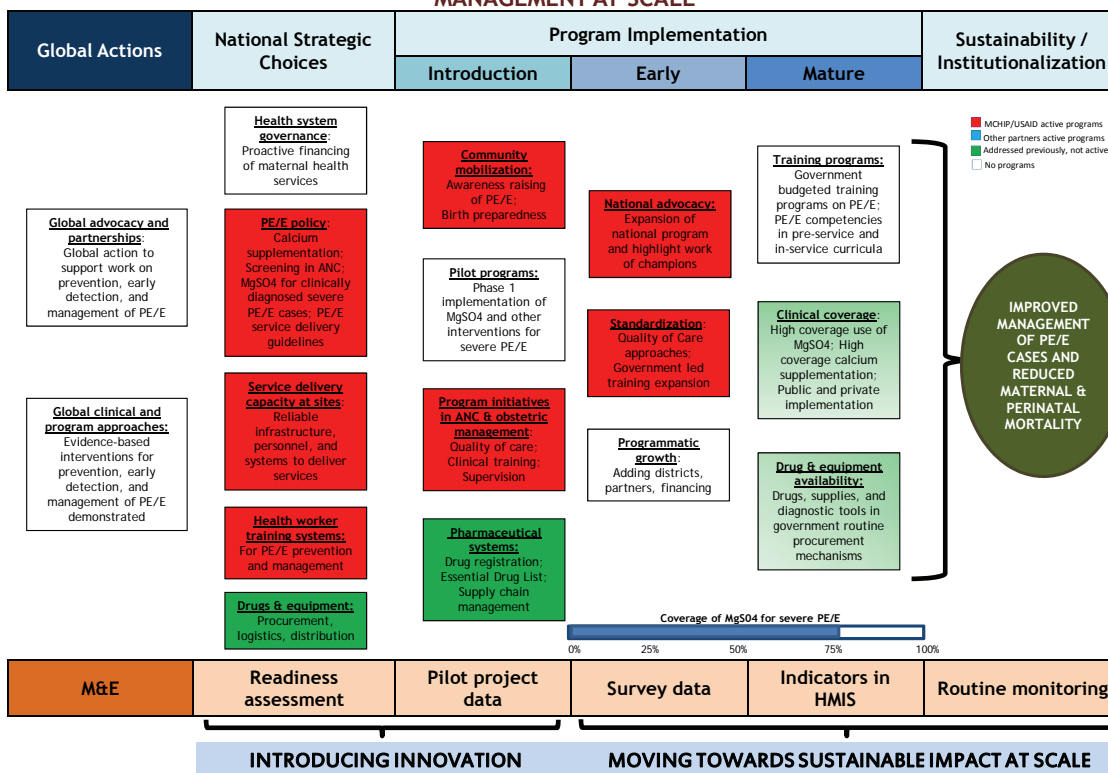 MANAGEMENT AT SCALE
Global Actions
National Strategic
Choices
Program Implementation
Introduction
Early
Mature
Sustainability /
Institutionalization
Global advocacy and
partnerships:
Global action to
support work on
prevention, early
detection, and
management of PE/E
Global clinical and
program approaches:
Evidence-based
interventions for
prevention, early
detection, and
management of PE/E
demonstrated
Health system
governance:
Proactive financing
of maternal health
services
PE/E policy:
Calcium
supplementation;
Screening in ANC;
MgSO4 for clinically
diagnosed severe
PE/E cases; PE/E
service delivery
guidelines
Service delivery
capacity at sites:
Reliable
infrastructure,
personnel, and
systems to deliver
services
Health worker
training systems:
For PE/E prevention
and management
Drugs & equipment:
Procurement,
logistics, distribution
Community
mobilization:
Awareness raising
of PE/E;
Birth preparedness
Pilot programs:
Phase 1
implementation of
MgSO4 and other
interventions for
severe PE/E
Program initiatives
in ANC & obstetric
management:
Quality of care;
Clinical training;
Supervision
Pharmaceutical
systems:
Drug registration;
Essential Drug List;
Supply chain
management
National advocacy:
Expansion of
national program
and highlight work
of champions
Standardization:
Quality of Care
approaches;
Government led
training expansion
Programmatic
growth:
Adding districts,
partners, financing
Training programs:
Government
budgeted training
programs on PE/E;
PE/E competencies
in pre-service and
in-service curricula
Clinical coverage:
High coverage use of
MgSO4; High
coverage calcium
supplementation;
Public and private
implementation
Drug & equipment
availability:
Drugs, supplies, and
diagnostic tools in
government routine
procurement
mechanisms
MCHIP/USAID active programs
Other partners active programs
Addressed previously, not active
No programs
IMPROVED
MANAGEMENT
OF PE/E
CASES AND
REDUCED
MATERNAL &
PERINATAL
MORTALITY
Coverage of MgS04 for severe PE/E
0% 25% 50% 75% 100%
M&E
Readiness
assessment
Pilot project
data
Survey data
Indicators in
HMIS
Routine monitoring
INTRODUCING INNOVATION
MOVING TOWARDS SUSTAINABLE IMPACT AT SCALE